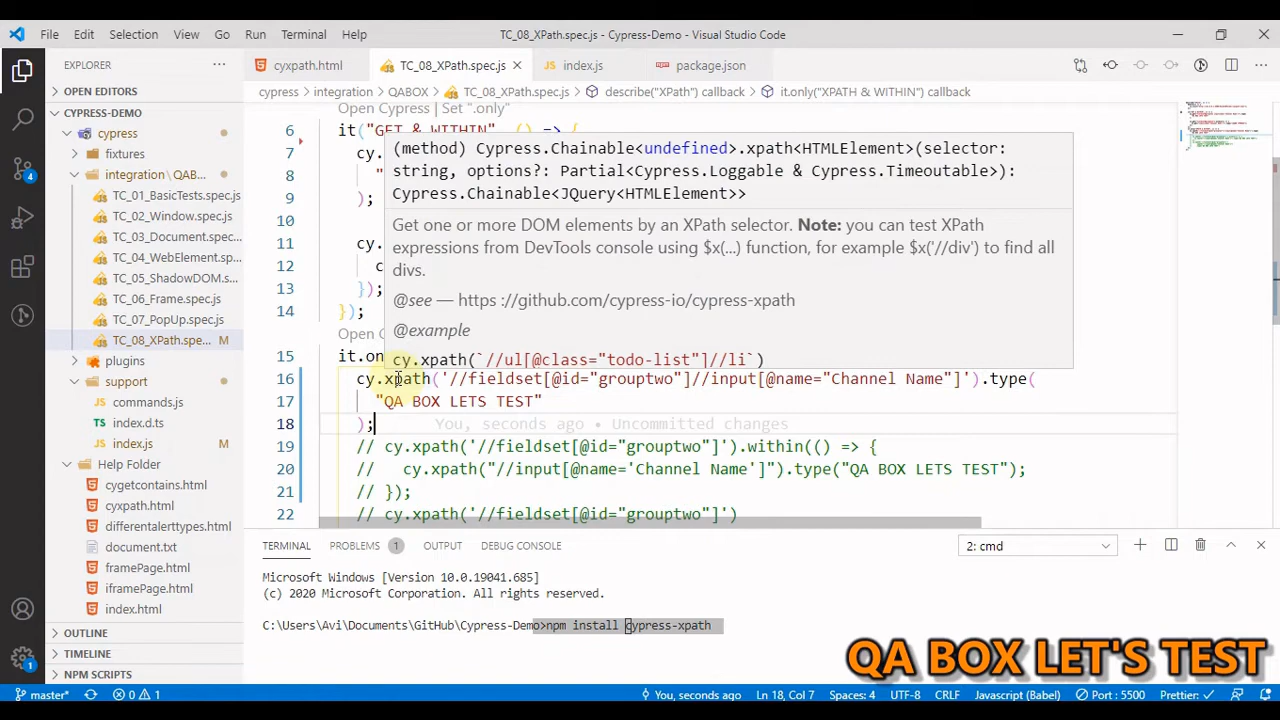 File Edit Selection View Go Run Terminal Help TC_08_XPath.spec.js - Cypress-Demo - Visual Studio Code
EXPLORER
cyxpath.html TC_08_XPath.spec.js index.js package.json
OPEN EDITORS
cypress > integration > QABOX > TC_08_XPath.spec.js > describe("XPath") callback > it.only("XPATH & WITHIN") callback
CYPRESS-DEMO
cypress
fixtures
integration \ QAB...
TC_01_BasicTests.spec.js
TC_02_Window.spec.js
TC_03_Document.spec...
TC_04_WebElement.sp...
TC_05_ShadowDOM.s...
TC_06_Frame.spec.js
TC_07_PopUp.spec.js
TC_08_XPath.spe... M
plugins
support
commands.js
index.d.ts
index.js
Help Folder
cygetcontains.html
cyxpath.html
differentalerttypes.html
document.txt
framePage.html
iframePage.html
index.html
OUTLINE
TIMELINE
NPM SCRIPTS
Open Cypress | Set ".only"
6 it("GET & WITHIN", () => {
7 cy.
8 "
9 );
10
11 cy.
12 c
13 });
14 });
(method) Cypress.Chainable<undefined>.xpath<HTMLElement>(selector:
string, options?: Partial<Cypress.Loggable & Cypress.Timeoutable>):
Cypress.Chainable<JQuery<HTMLElement>>
Get one or more DOM elements by an XPath selector. Note: you can test XPath
expressions from DevTools console using $x(...) function, for example $x('//div') to find all
divs.
@see — https ://github.com/cypress-io/cypress-xpath
@example
cy.xpath(`//ul[@class="todo-list"]//li`)
Open C
15 it.on
16 cy.xpath('//fieldset[@id="grouptwo"]//input[@name="Channel Name"]').type(
17 "QA BOX LETS TEST"
18 ); You, seconds ago • Uncommitted changes
19 // cy.xpath('//fieldset[@id="grouptwo"]').within(() => {
20 // cy.xpath("//input[@name='Channel Name']").type("QA BOX LETS TEST");
21 // });
22 // cy.xpath('//fieldset[@id="grouptwo"]')
TERMINAL PROBLEMS 1 OUTPUT DEBUG CONSOLE 2: cmd
Microsoft Windows [Version 10.0.19041.685]
(c) 2020 Microsoft Corporation. All rights reserved.
C:\Users\Avi\Documents\GitHub\Cypress-Demo>npm install cypress-xpath
QA BOX LET'S TEST
master* 0 1 You, seconds ago Ln 18, Col 7 Spaces: 4 UTF-8 CRLF Javascript (Babel) Port : 5500 Prettier: ✓